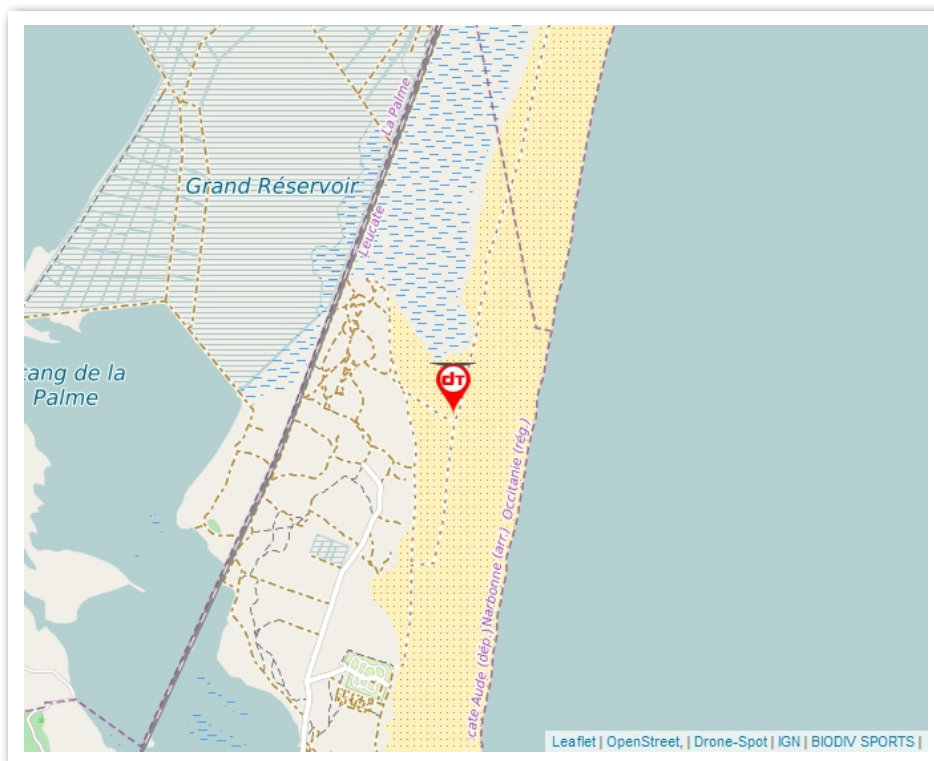 La Palme
Leucate
Grand Réservoir
tang de la
Palme
dT
cate Aude (dép.) Narbonne (arr.) Occitanie (rég.)
Leaflet | OpenStreet, | Drone-Spot | IGN | BIODIV SPORTS |